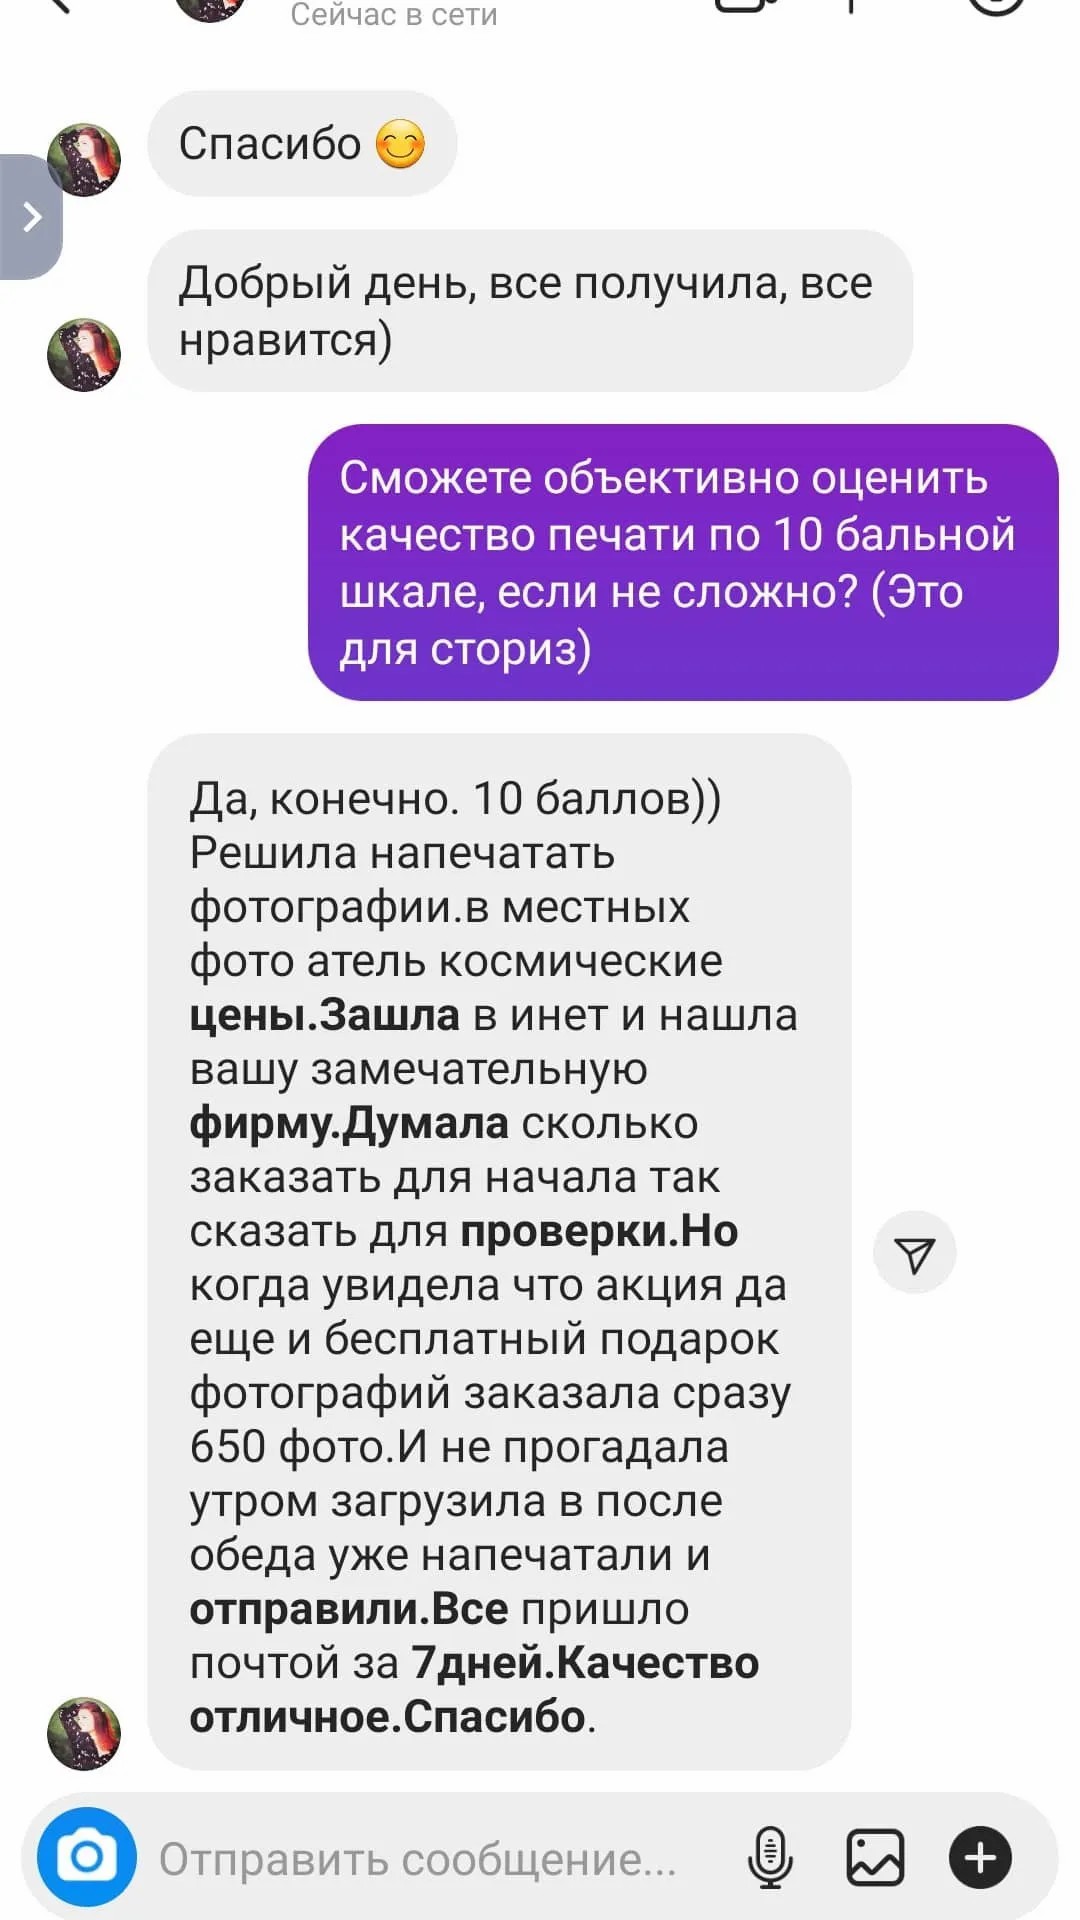 Сейчас в сети
Спасибо 😊
Добрый день, все получила, все
нравится)
Сможете объективно оценить
качество печати по 10 бальной
шкале, если не сложно? (Это
для сториз)
Да, конечно. 10 баллов))
Решила напечатать
фотографии.в местных
фото атель космические
цены.Зашла в инет и нашла
вашу замечательную
фирму.Думала сколько
заказать для начала так
сказать для проверки.Но
когда увидела что акция да
еще и бесплатный подарок
фотографий заказала сразу
650 фото.И не прогадала
утром загрузила в после
обеда уже напечатали и
отправили.Все пришло
почтой за 7дней.Качество
отличное.Спасибо.
Отправить сообщение...